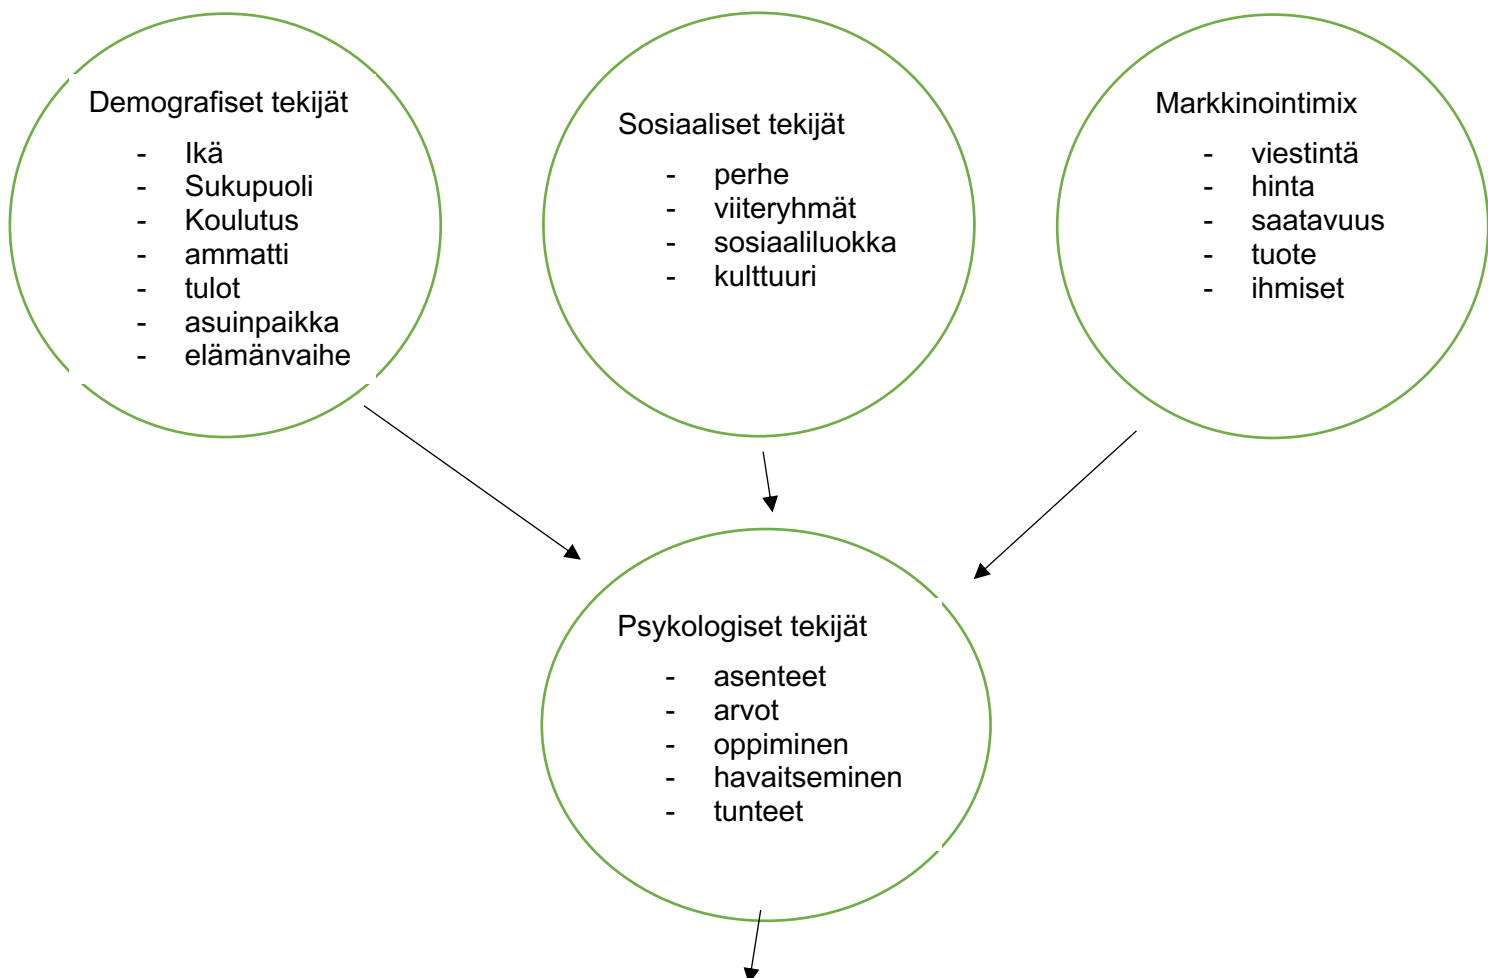 Demografiset tekijät
- Ikä
- Sukupuoli
- Koulutus
- ammatti
- tulot
- asuinpaikka
- elämänvaihe
Sosiaaliset tekijät
- perhe
- viiteryhmät
- sosiaaliluokka
- kulttuuri
Markkinointimix
- viestintä
- hinta
- saatavuus
- tuote
- ihmiset
Psykologiset tekijät
- asenteet
- arvot
- oppiminen
- havaitseminen
- tunteet